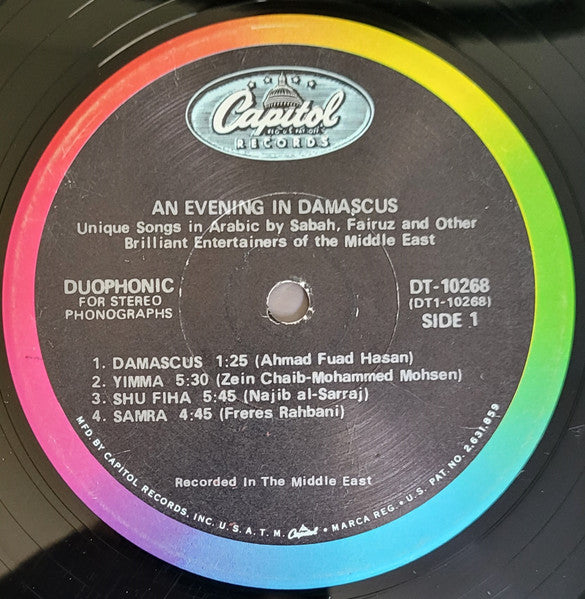 Capitol
REG. U.S. PAT. OFF.
RECORDS
AN EVENING IN DAMASCUS
Unique Songs in Arabic by Sabah, Fairuz and Other
Brilliant Entertainers of the Middle East
DUOPHONIC
FOR STEREO
PHONOGRAPHS
DT-10268
(DT1-10268)
SIDE 1
1. DAMASCUS 1:25 (Ahmad Fuad Hasan)
2. YIMMA 5:30 (Zein Chaib-Mohammed Mohsen)
3. SHU FIHA 5:45 (Najib al-Sarraj)
4. SAMRA 4:45 (Freres Rahbani)
Recorded In The Middle East
MFD. BY CAPITOL RECORDS, INC. U.S.A. T.M. Capitol • MARCA REG. • U.S. PAT. NO. 2,631,859